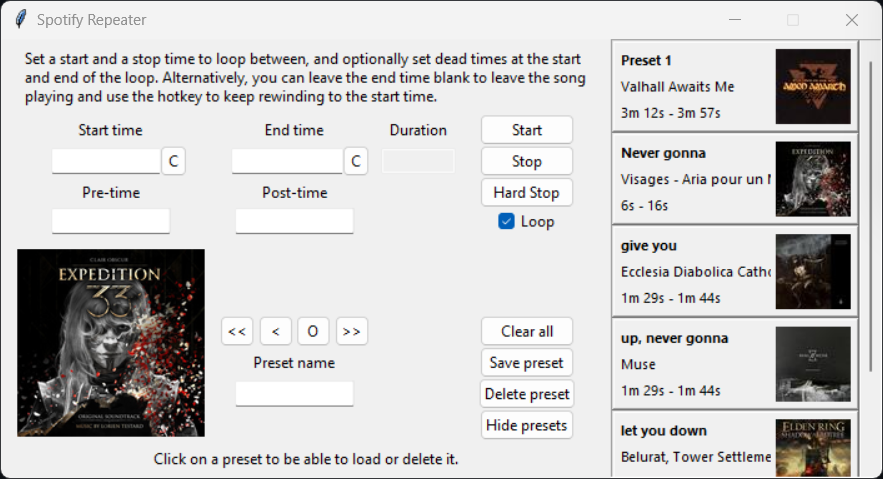 Spotify Repeater
Set a start and a stop time to loop between, and optionally set dead times at the start
and end of the loop. Alternatively, you can leave the end time blank to leave the song
playing and use the hotkey to keep rewinding to the start time.
Start time
End time
Duration
C
C
Pre-time
Post-time
Start
Stop
Hard Stop
Loop
CLAIR OBSCUR
EXPEDITION
33
ORIGINAL SOUNDTRACK
MUSIC BY LORIEN TESTARD
<<
<
O
>>
Preset name
Clear all
Save preset
Delete preset
Hide presets
Click on a preset to be able to load or delete it.
Preset 1
Valhall Awaits Me
3m 12s - 3m 57s
AMON AMARTH
Never gonna
Visages - Aria pour un
6s - 16s
EXPEDITION
33
give you
Ecclesia Diabolica Catho
1m 29s - 1m 44s
up, never gonna
Muse
1m 29s - 1m 44s
let you down
Belurat, Tower Settleme
ELDEN RING